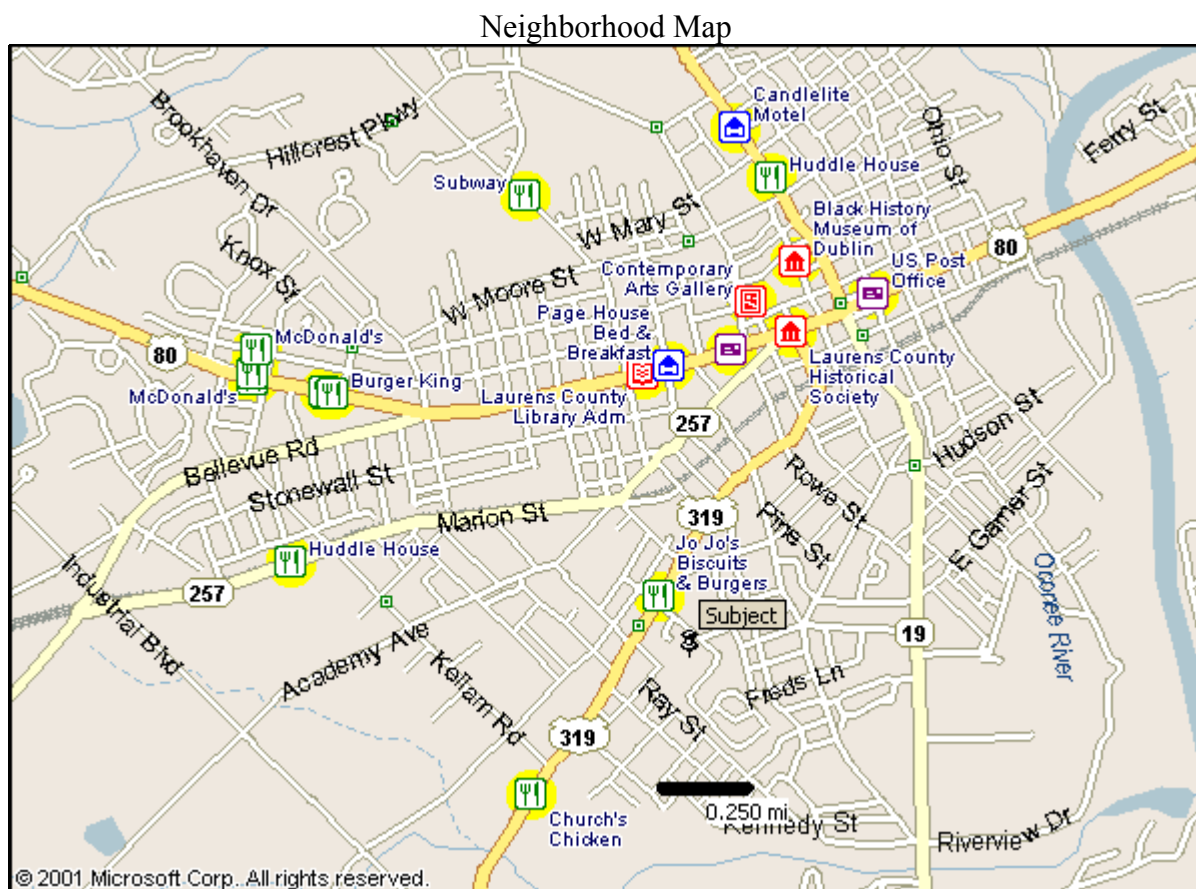 Neighborhood Map
Candlelite
Motel
Ohio St
Ferry St
Brookhaven Dr
Hillcrest Pkwy
Subway
Huddle House
W Mary St
Black History
Museum of
Dublin
80
US Post
Office
Knox St
Contemporary
Arts Gallery
W Moore St
Page House
Bed &
Breakfast
McDonald's
80
McDonald's
Burger King
Laurens County
Library Adm.
Laurens County
Historical
Society
257
Bellevue Rd
Hudson St
Stonewall St
Rowe St
E Garner St
Marion St
319
Pine St
Huddle House
Jo Jo's
Biscuits
& Burgers
Industrial Blvd
257
Subject
Oconee River
19
Academy Ave
Kellam Rd
Ray St
Freds Ln
319
0.250 mi.
Church's
Chicken
Kennedy St
Riverview Dr
© 2001 Microsoft Corp. All rights reserved.